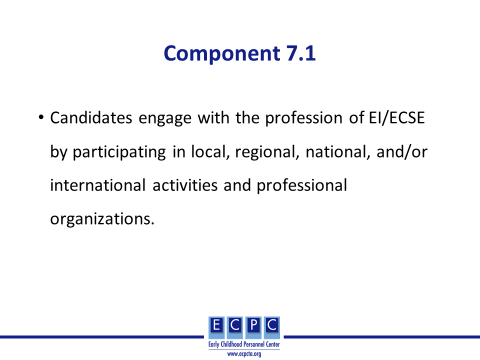 Component 7.1
• Candidates engage with the profession of EI/ECSE
by participating in local, regional, national, and/or
international activities and professional
organizations.
E C P C
Early Childhood Personnel Center
www.ecpcta.org